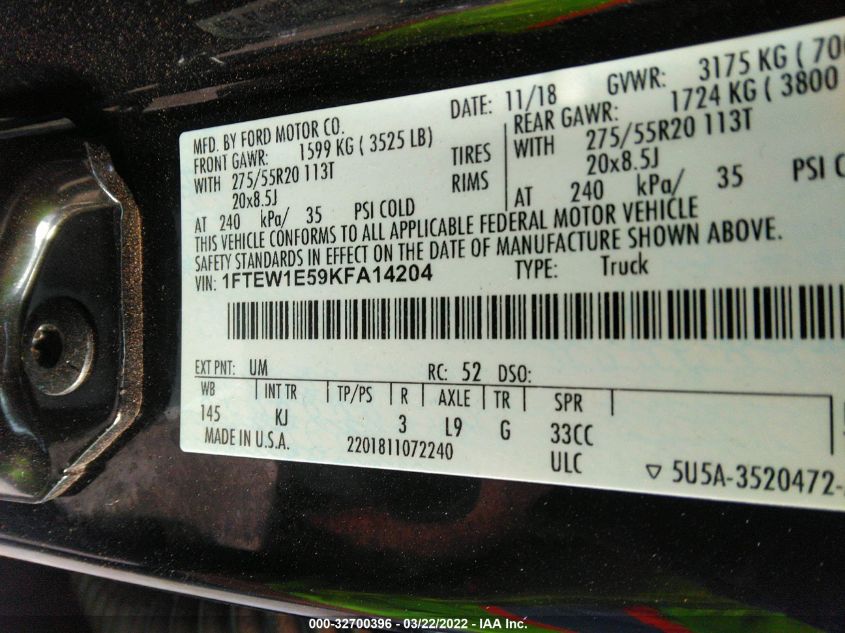 MFD. BY FORD MOTOR CO.
DATE: 11/18 GVWR: 3175 KG ( 700
FRONT GAWR: 1599 KG ( 3525 LB)
REAR GAWR: 1724 KG ( 3800
WITH 275/55R20 113T TIRES WITH 275/55R20 113T
20x8.5J RIMS 20x8.5J
AT 240 kPa/ 35 PSI COLD AT 240 kPa/ 35 PSI C
THIS VEHICLE CONFORMS TO ALL APPLICABLE FEDERAL MOTOR VEHICLE
SAFETY STANDARDS IN EFFECT ON THE DATE OF MANUFACTURE SHOWN ABOVE.
VIN: 1FTEW1E59KFA14204 TYPE: Truck
EXT PNT: UM RC: 52 DSO:
WB INT TR TP/PS R AXLE TR SPR
145 KJ 3 L9 G 33CC
MADE IN U.S.A. 2201811072240 ULC
5U5A-3520472-
000-32700396 - 03/22/2022 - IAA Inc.